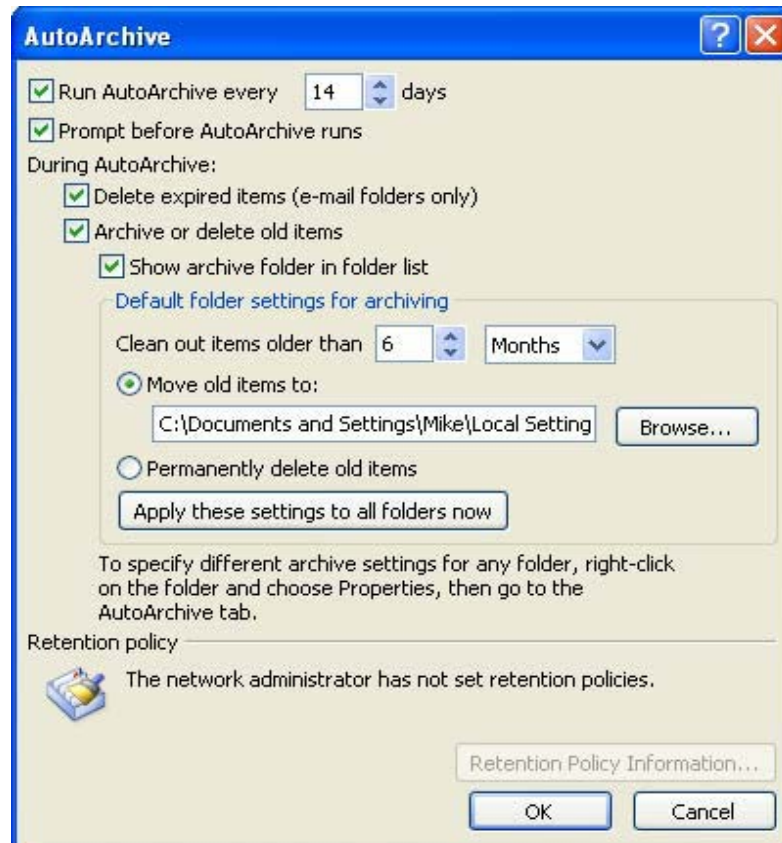 AutoArchive
Run AutoArchive every 14 days
Prompt before AutoArchive runs
During AutoArchive:
Delete expired items (e-mail folders only)
Archive or delete old items
Show archive folder in folder list
Default folder settings for archiving
Clean out items older than 6 Months
Move old items to:
C:\Documents and Settings\Mike\Local Setting Browse...
Permanently delete old items
Apply these settings to all folders now
To specify different archive settings for any folder, right-click
on the folder and choose Properties, then go to the
AutoArchive tab.
Retention policy
The network administrator has not set retention policies.
Retention Policy Information...
OK Cancel